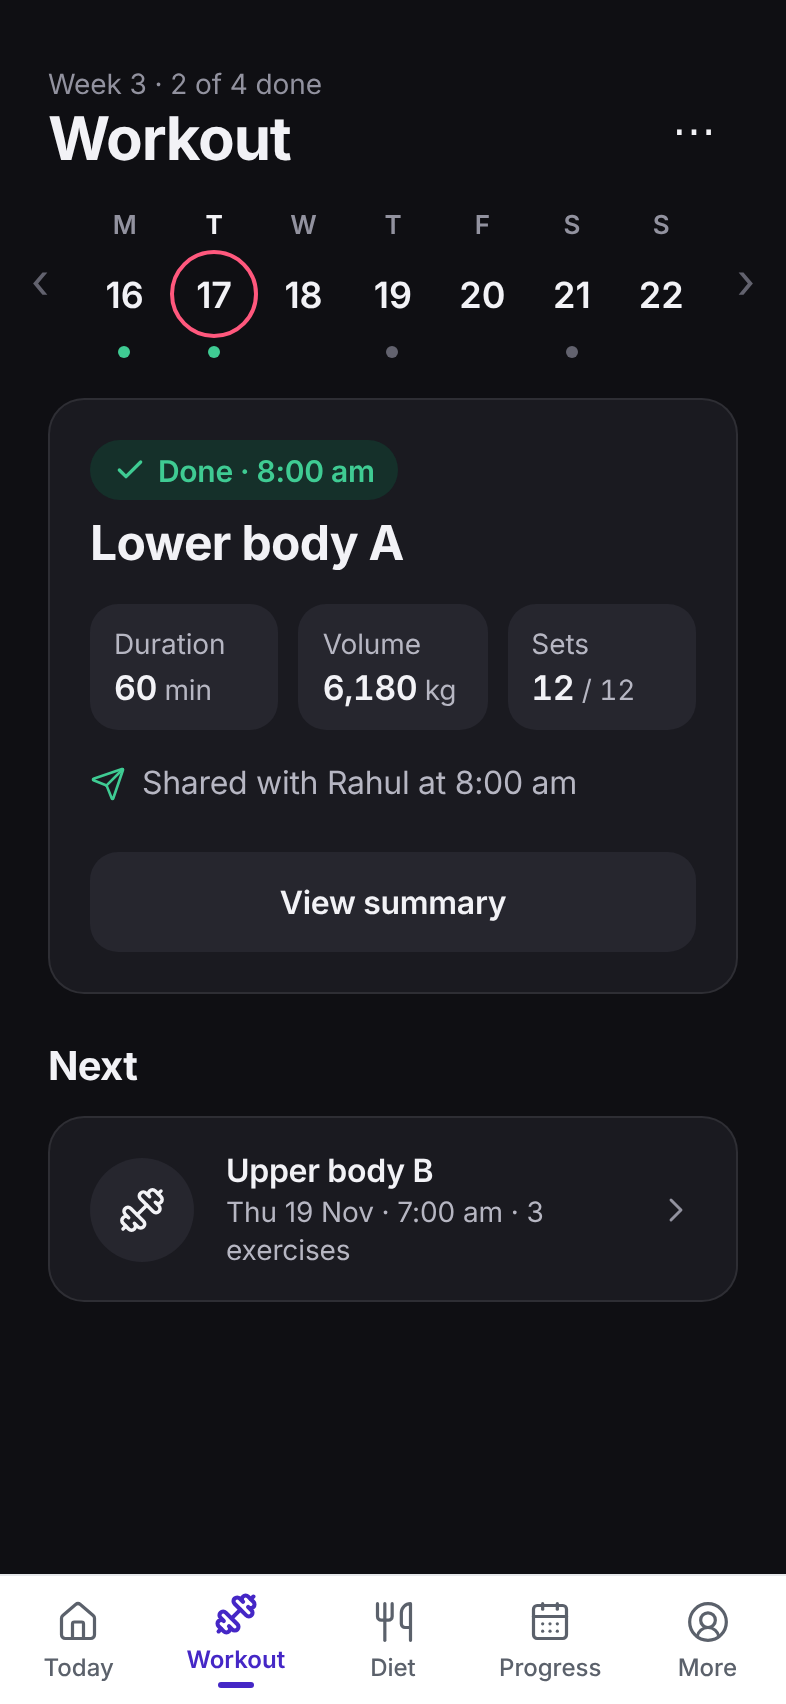 Week 3 · 2 of 4 done
Workout
...
M T W T F S S
16 17 18 19 20 21 22
Done · 8:00 am
Lower body A
Duration Volume Sets
60 min 6,180 kg 12 / 12
Shared with Rahul at 8:00 am
View summary
Next
Upper body B
Thu 19 Nov · 7:00 am · 3
exercises
Today Workout Diet Progress More